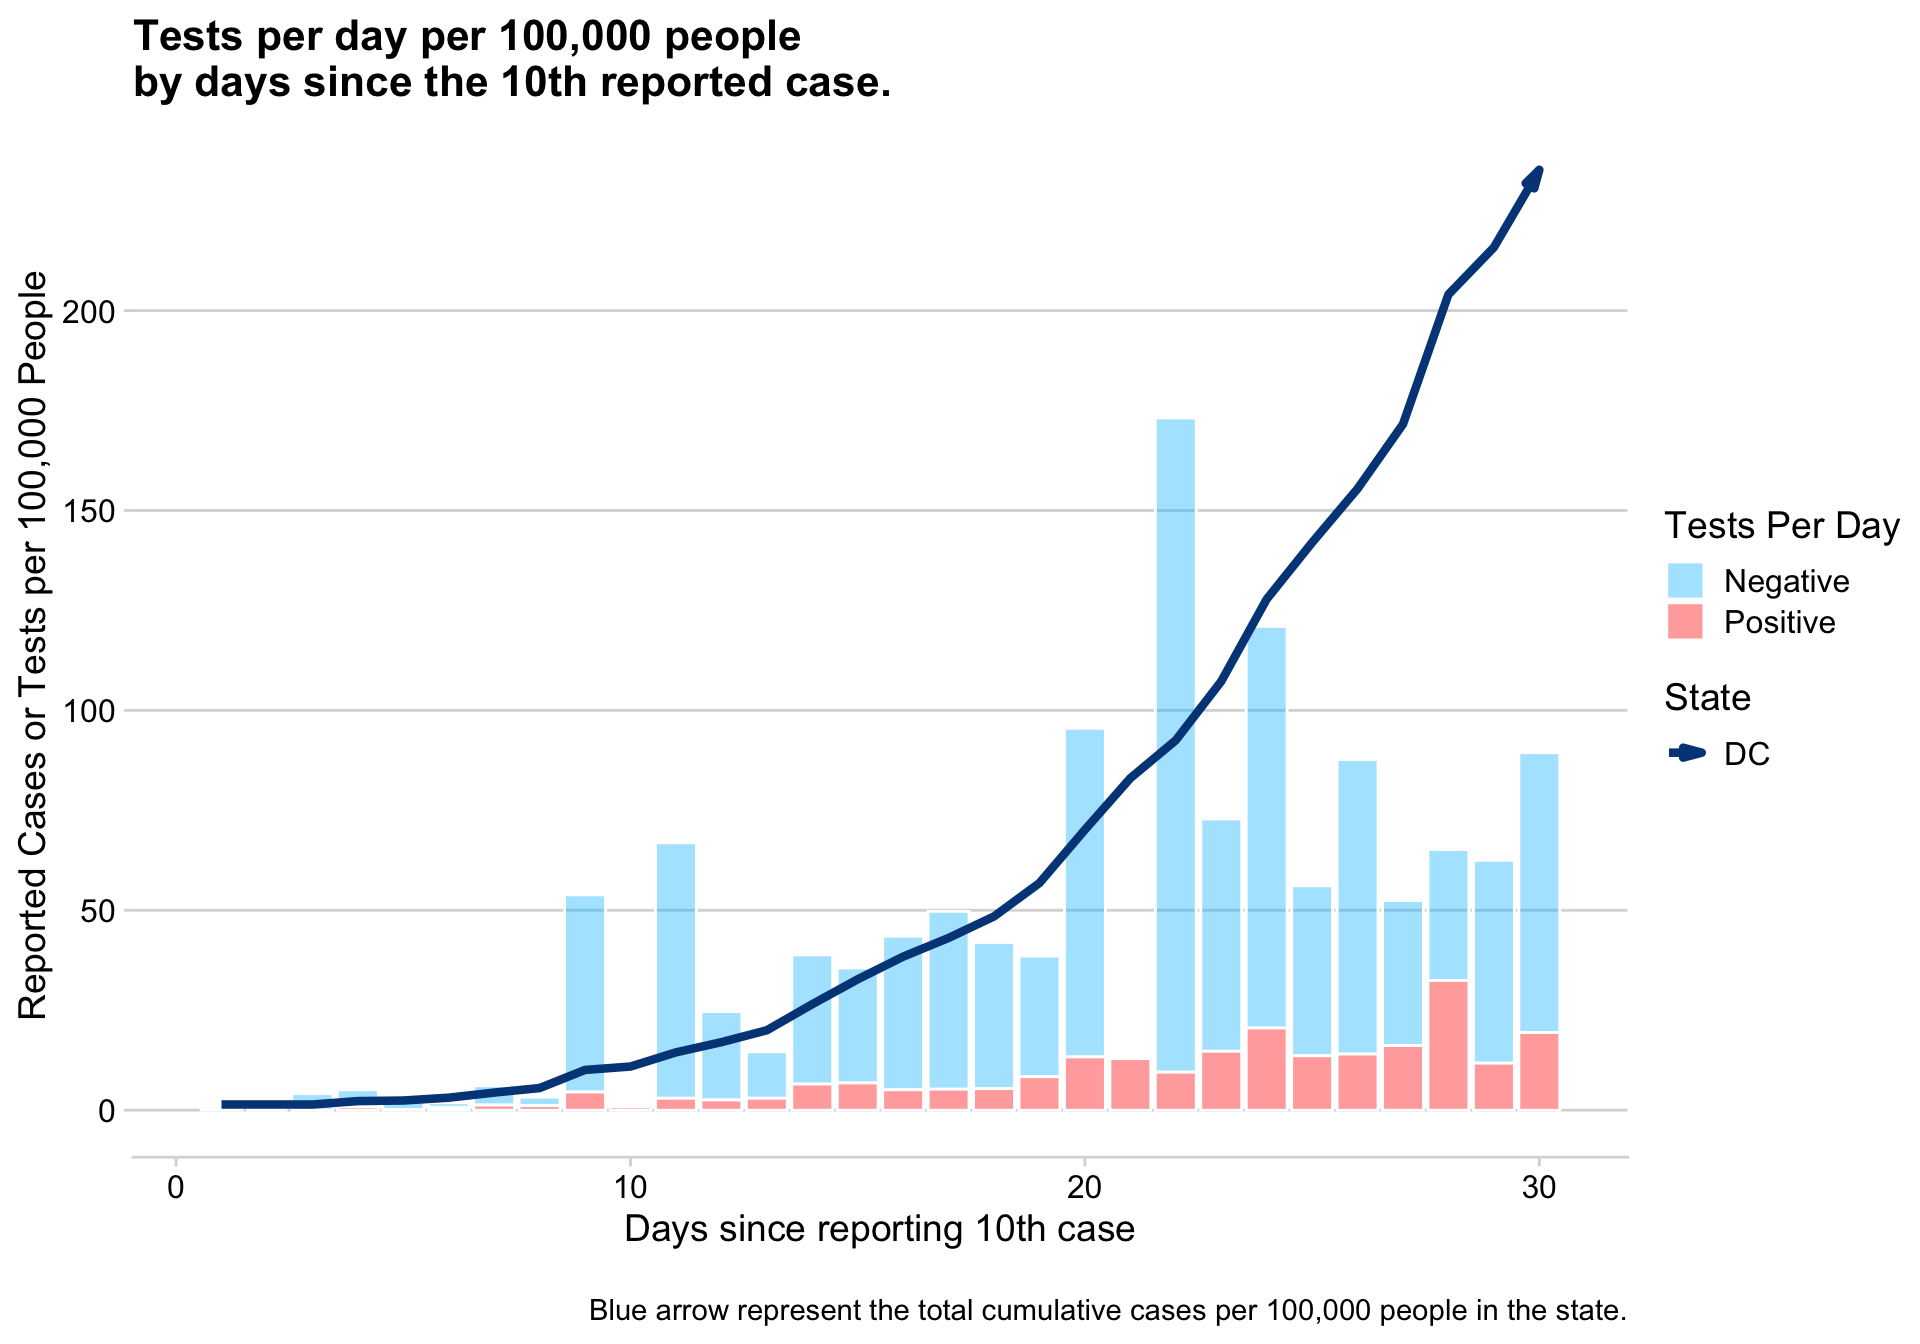 Tests per day per 100,000 people
by days since the 10th reported case.
Reported Cases or Tests per 100,000 People
200
150
100
50
0
0
10
20
30
Days since reporting 10th case
Tests Per Day
Negative
Positive
State
DC
Blue arrow represent the total cumulative cases per 100,000 people in the state.